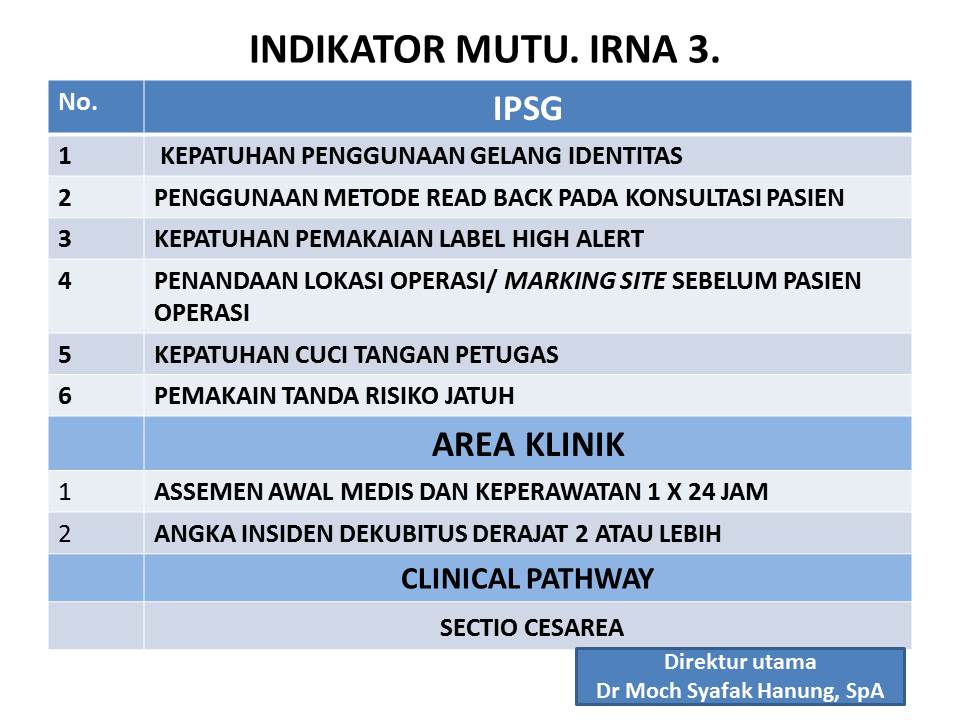 INDIKATOR MUTU. IRNA 3.
No. IPSG
1 KEPATUHAN PENGGUNAAN GELANG IDENTITAS
2 PENGGUNAAN METODE READ BACK PADA KONSULTASI PASIEN
3 KEPATUHAN PEMAKAIAN LABEL HIGH ALERT
4 PENANDAAN LOKASI OPERASI/ MARKING SITE SEBELUM PASIEN
OPERASI
5 KEPATUHAN CUCI TANGAN PETUGAS
6 PEMAKAIN TANDA RISIKO JATUH
AREA KLINIK
1 ASSEMEN AWAL MEDIS DAN KEPERAWATAN 1 X 24 JAM
2 ANGKA INSIDEN DEKUBITUS DERAJAT 2 ATAU LEBIH
CLINICAL PATHWAY
SECTIO CESAREA
Direktur utama
Dr Moch Syafak Hanung, SpA